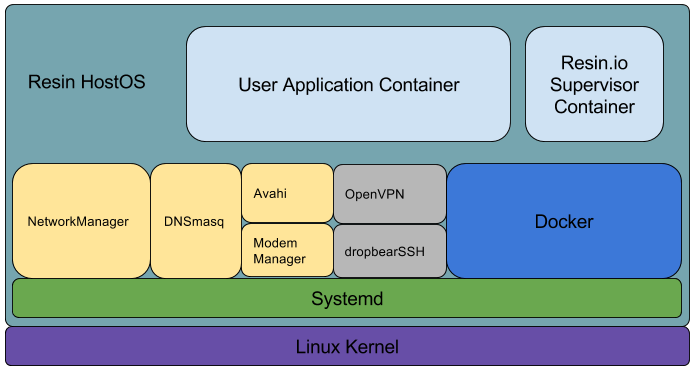 Resin HostOS
User Application Container
Resin.io
Supervisor
Container
NetworkManager
DNSmasq
Avahi
Modem
Manager
OpenVPN
dropbearSSH
Docker
Systemd
Linux Kernel